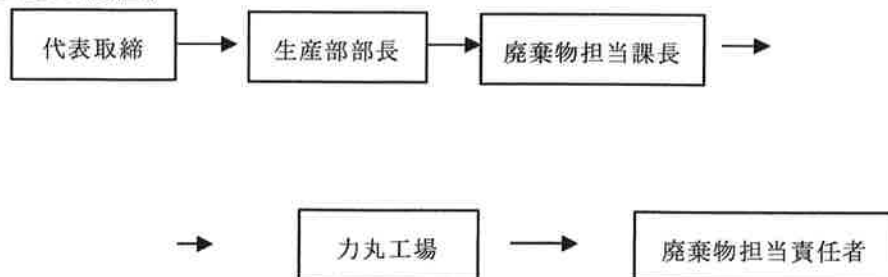 代表取締 → 生産部部長 → 廃棄物担当課長 →
→ 力丸工場 → 廃棄物担当責任者